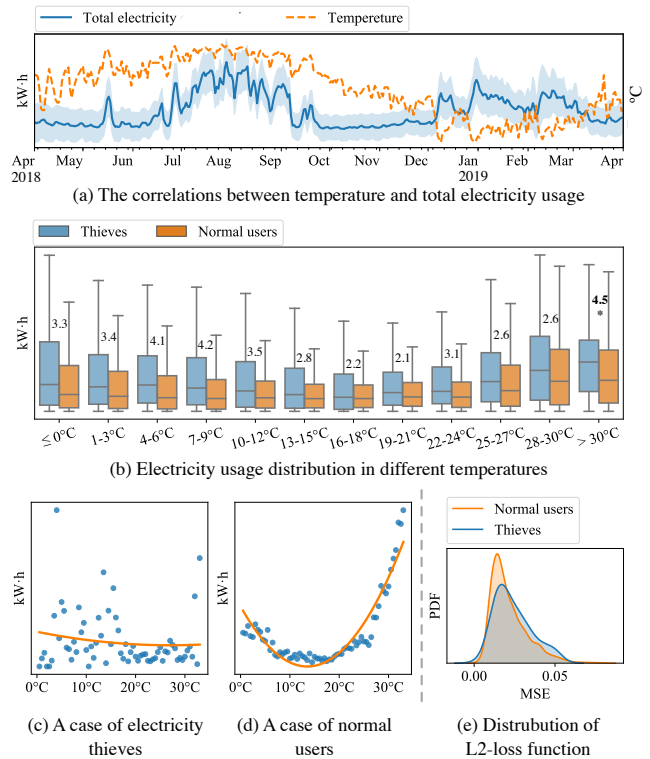 Total electricity
Tempereture
kW·h
°C
Apr May Jun Jul Aug Sep Oct Nov Dec Jan Feb Mar Apr
2018 2019
(a) The correlations between temperature and total electricity usage
Thieves
Normal users
kW·h
3.3 3.4 4.1 4.2 3.5 2.8 2.2 2.1 3.1 2.6 2.6 4.5
*
≤ 0°C 1-3°C 4-6°C 7-9°C 10-12°C 13-15°C 16-18°C 19-21°C 22-24°C 25-27°C 28-30°C > 30°C
(b) Electricity usage distribution in different temperatures
kW·h
0°C 10°C 20°C 30°C
(c) A case of electricity
thieves
kW·h
0°C 10°C 20°C 30°C
(d) A case of normal
users
Normal users
Thieves
PDF
0.00 0.05
MSE
(e) Distrubution of
L2-loss function